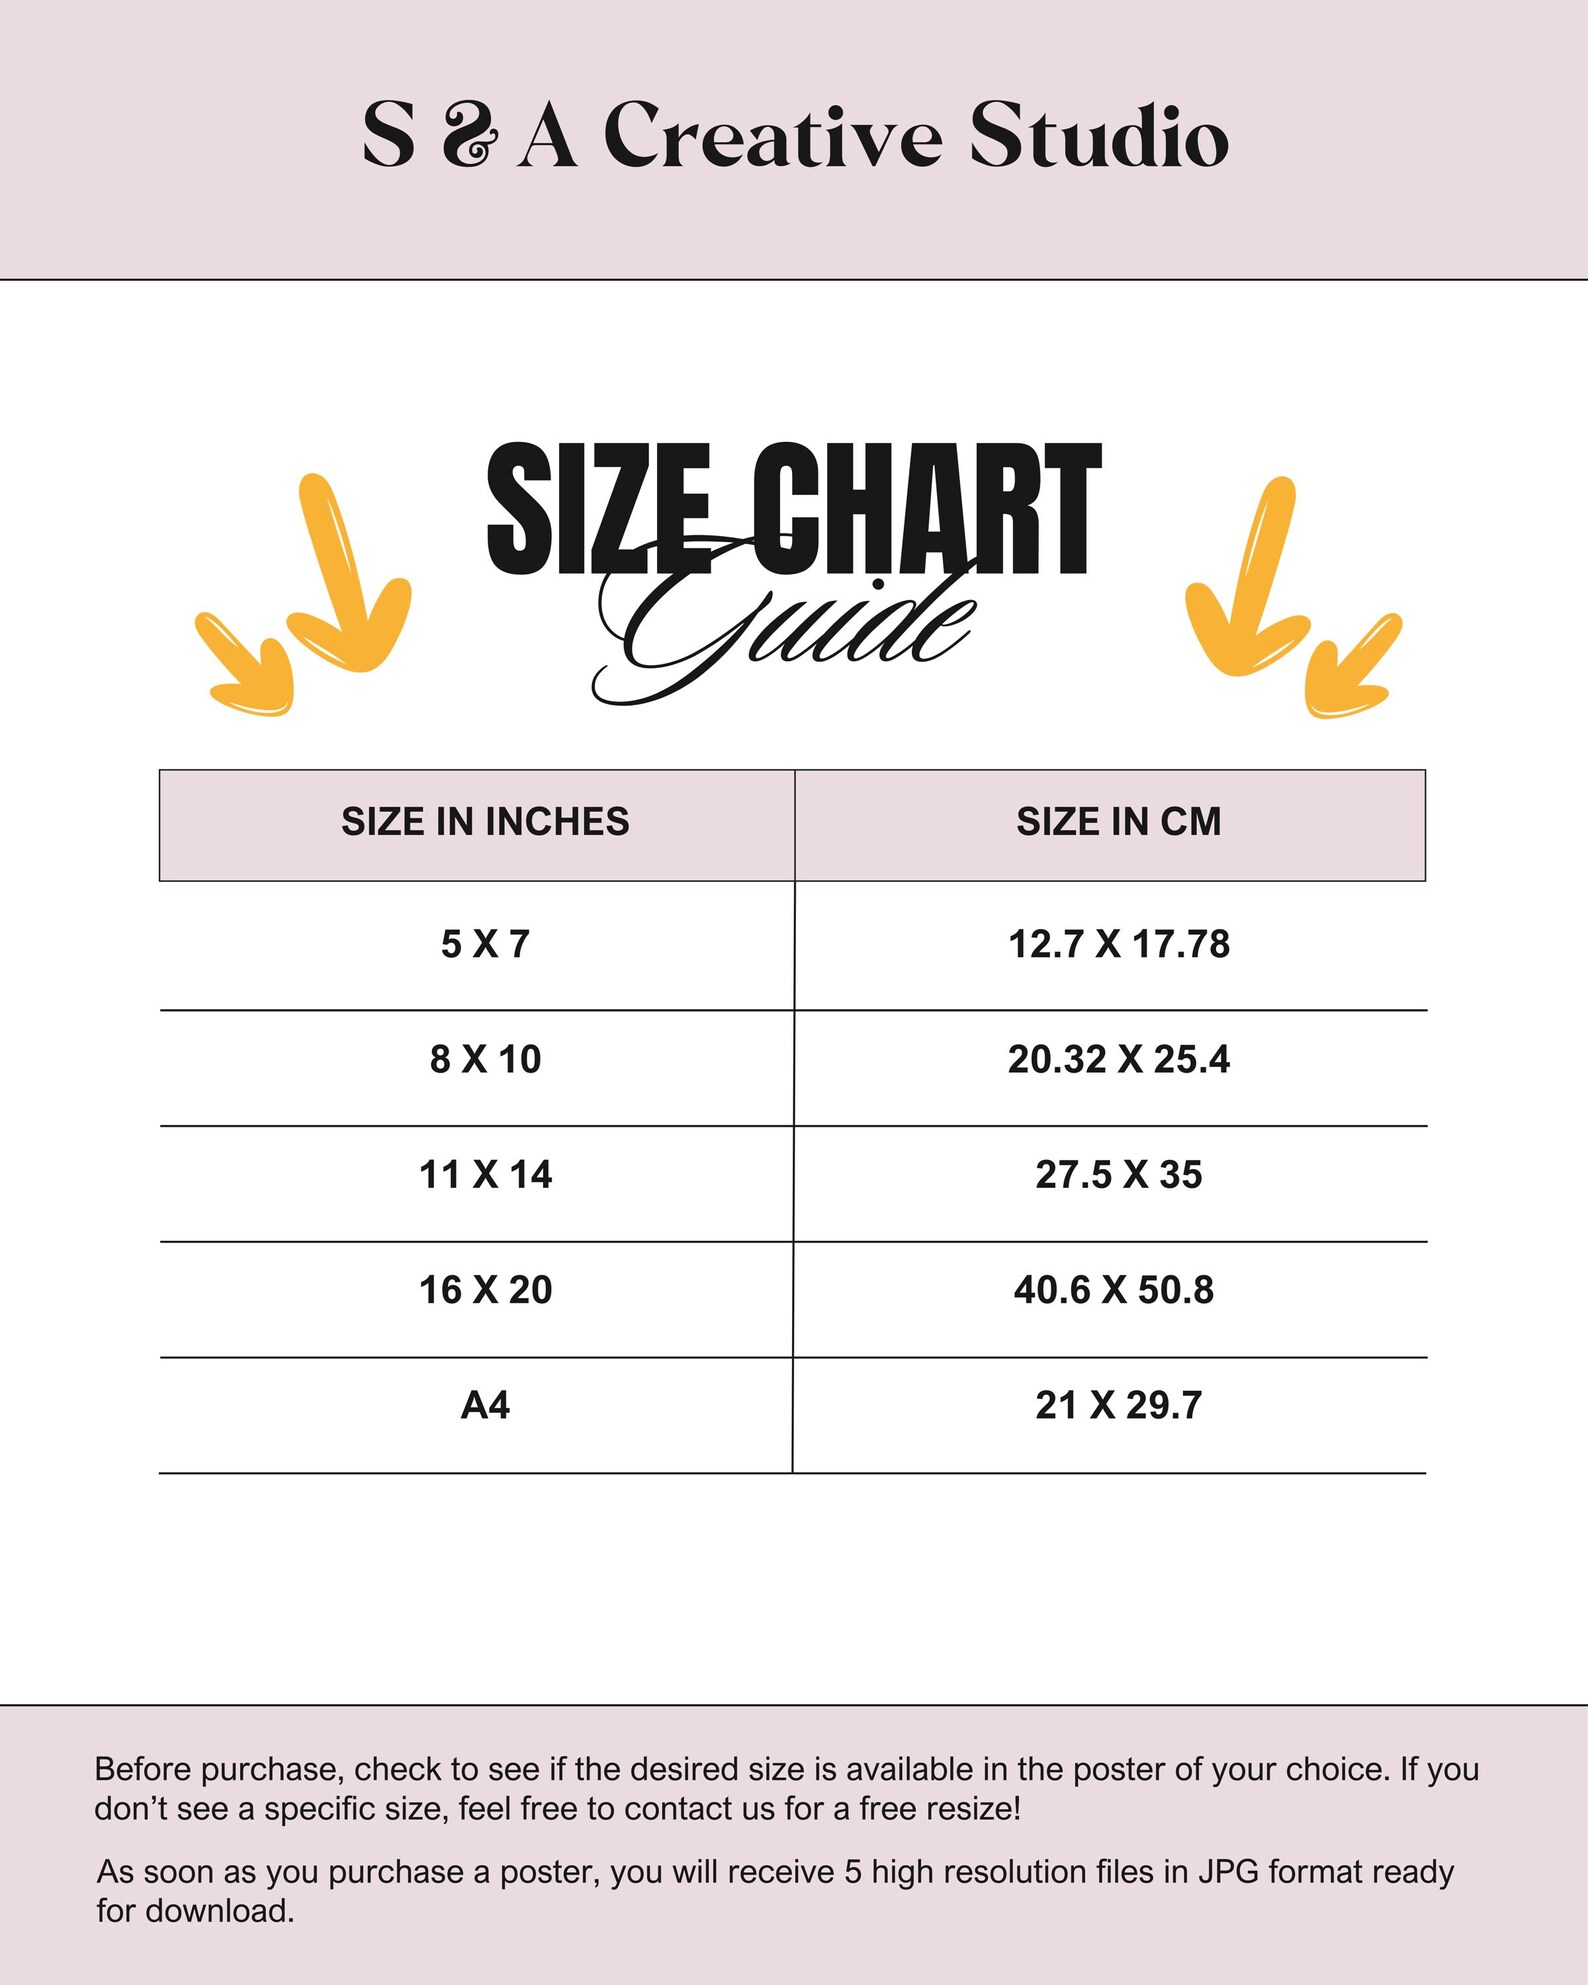 S & A Creative Studio
SIZE CHART
Guide
SIZE IN INCHES SIZE IN CM
5 X 7 12.7 X 17.78
8 X 10 20.32 X 25.4
11 X 14 27.5 X 35
16 X 20 40.6 X 50.8
A4 21 X 29.7
Before purchase, check to see if the desired size is available in the poster of your choice. If you
don’t see a specific size, feel free to contact us for a free resize!
As soon as you purchase a poster, you will receive 5 high resolution files in JPG format ready
for download.